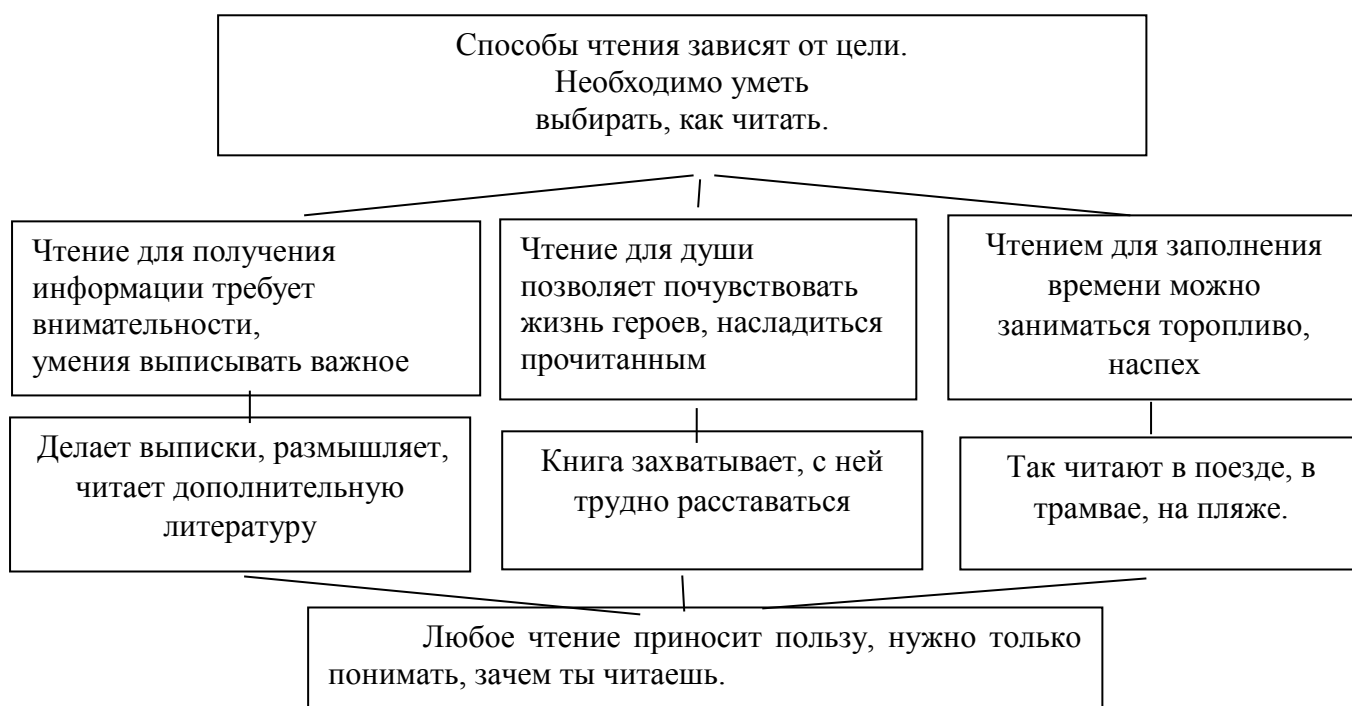 Способы чтения зависят от цели.
Необходимо уметь
выбирать, как читать.
Чтение для получения
информации требует
внимательности,
умения выписывать важное
Чтение для души
позволяет почувствовать
жизнь героев, насладиться
прочитанным
Чтением для заполнения
времени можно
заниматься торопливо,
наспех
Делает выписки, размышляет,
читает дополнительную
литературу
Книга захватывает, с ней
трудно расставаться
Так читают в поезде, в
трамвае, на пляже.
Любое чтение приносит пользу, нужно только
понимать, зачем ты читаешь.